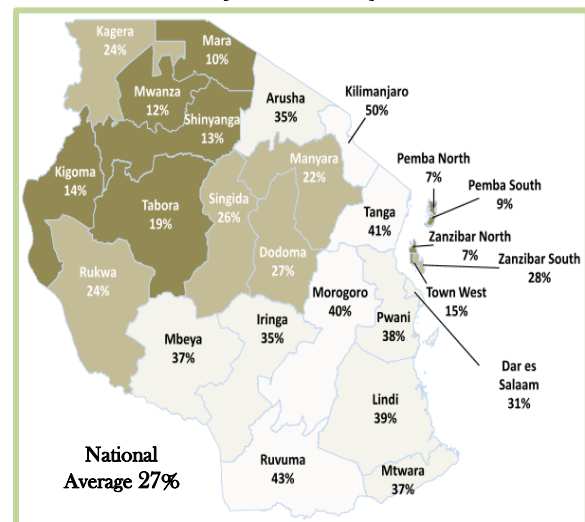 Kagera
24%
Mara
10%
Mwanza
12%
Arusha
35%
Kilimanjaro
50%
Shinyanga
13%
Kigoma
14%
Tabora
19%
Singida
26%
Manyara
22%
Pemba North
7%
Pemba South
9%
Tanga
41%
Zanzibar North
7%
Zanzibar South
28%
Town West
15%
Rukwa
24%
Dodoma
27%
Morogoro
40%
Pwani
38%
Mbeya
37%
Iringa
35%
Dar es
Salaam
31%
Lindi
39%
National
Average 27%
Ruvuma
43%
Mtwara
37%